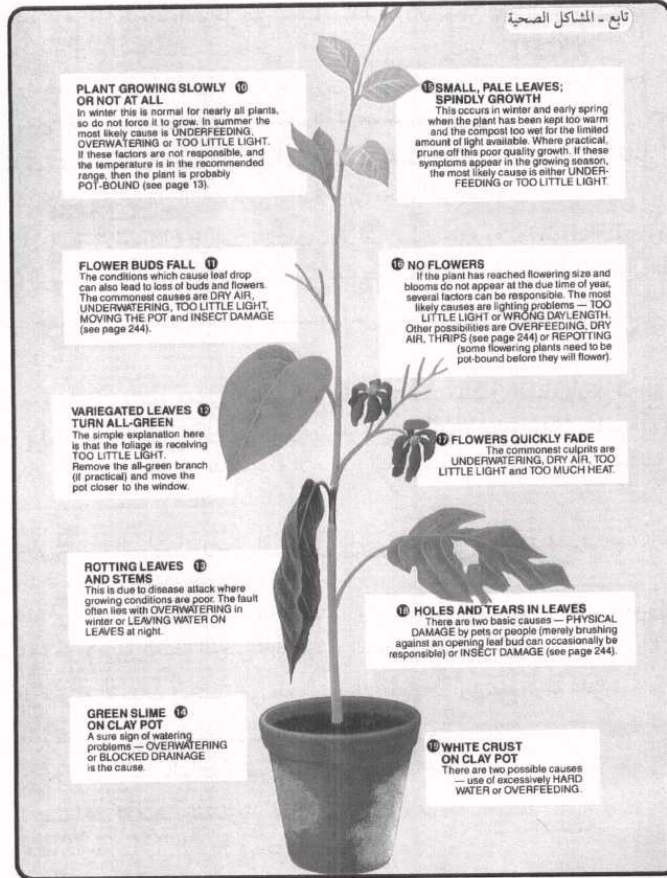 تابع - المشاكل الصحية
PLANT GROWING SLOWLY 10
OR NOT AT ALL
In winter this is normal for nearly all plants,
so do not force it to grow. In summer the
most likely cause is UNDERFEEDING,
OVERWATERING or TOO LITTLE LIGHT.
If these factors are not responsible, and
the temperature is in the recommended
range, then the plant is probably
POT-BOUND (see page 13).
FLOWER BUDS FALL 11
The conditions which cause leaf drop
can also lead to loss of buds and flowers.
The commonest causes are DRY AIR,
UNDERWATERING, TOO LITTLE LIGHT,
MOVING THE POT and INSECT DAMAGE
(see page 244).
VARIEGATED LEAVES 12
TURN ALL-GREEN
The simple explanation here
is that the foliage is receiving
TOO LITTLE LIGHT.
Remove the all-green branch
(if practical) and move the
pot closer to the window.
ROTTING LEAVES 13
AND STEMS
This is due to disease attack where
growing conditions are poor. The fault
often lies with OVERWATERING in
winter or LEAVING WATER ON
LEAVES at night.
GREEN SLIME 14
ON CLAY POT
A sure sign of watering
problems — OVERWATERING
or BLOCKED DRAINAGE
is the cause.
15 SMALL, PALE LEAVES;
SPINDLY GROWTH
This occurs in winter and early spring
when the plant has been kept too warm
and the compost too wet for the limited
amount of light available. Where practical,
prune off this poor quality growth. If these
symptoms appear in the growing season,
the most likely cause is either UNDER-
FEEDING or TOO LITTLE LIGHT.
16 NO FLOWERS
If the plant has reached flowering size and
blooms do not appear at the due time of year,
several factors can be responsible. The most
likely causes are lighting problems — TOO
LITTLE LIGHT or WRONG DAYLENGTH.
Other possibilities are OVERFEEDING, DRY
AIR, THRIPS (see page 244) or REPOTTING
(some flowering plants need to be
pot-bound before they will flower).
17 FLOWERS QUICKLY FADE
The commonest culprits are
UNDERWATERING, DRY AIR, TOO
LITTLE LIGHT and TOO MUCH HEAT.
18 HOLES AND TEARS IN LEAVES
There are two basic causes — PHYSICAL
DAMAGE by pets or people (merely brushing
against an opening leaf bud can occasionally be
responsible) or INSECT DAMAGE (see page 244).
19 WHITE CRUST
ON CLAY POT
There are two possible causes
— use of excessively HARD
WATER or OVERFEEDING.